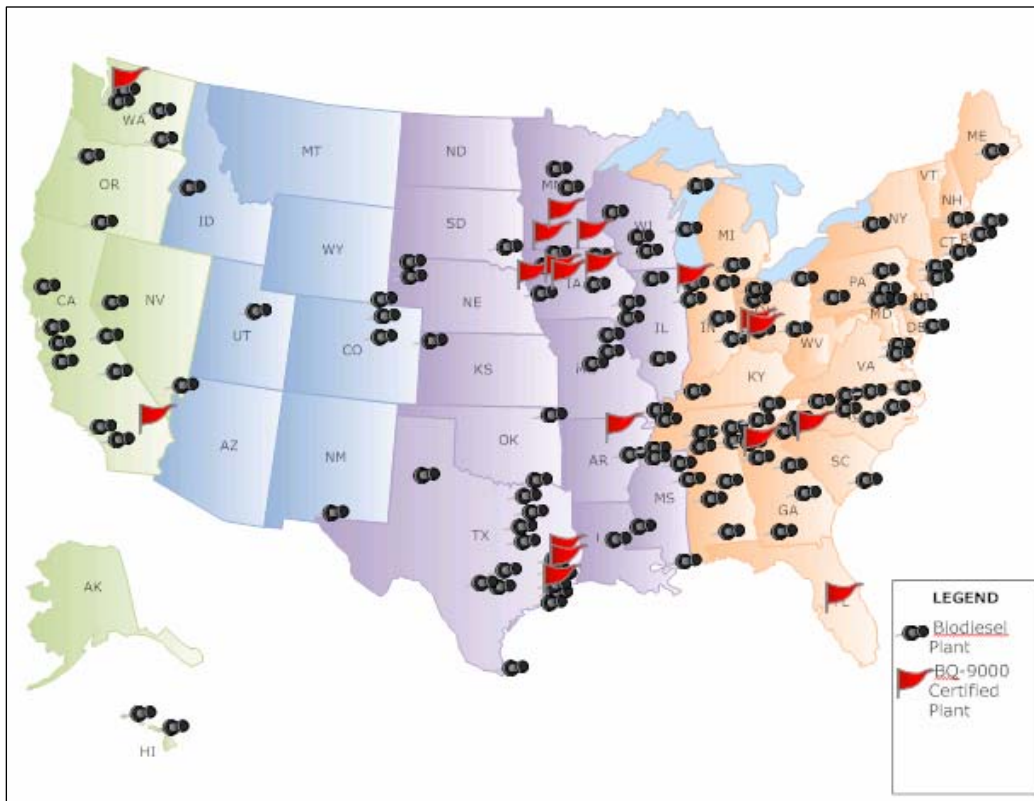 WA
MT
ND
ME
OR
MN
VT
ID
SD
WI
NH
NY
WY
MI
CT
CA
NV
NE
IA
PA
NJ
UT
CO
IL
IN
MD
DE
WV
KS
KY
VA
AZ
NM
OK
AR
SC
MS
GA
TX
AK
HI
LEGEND
Biodiesel
Plant
BQ-9000
Certified
Plant